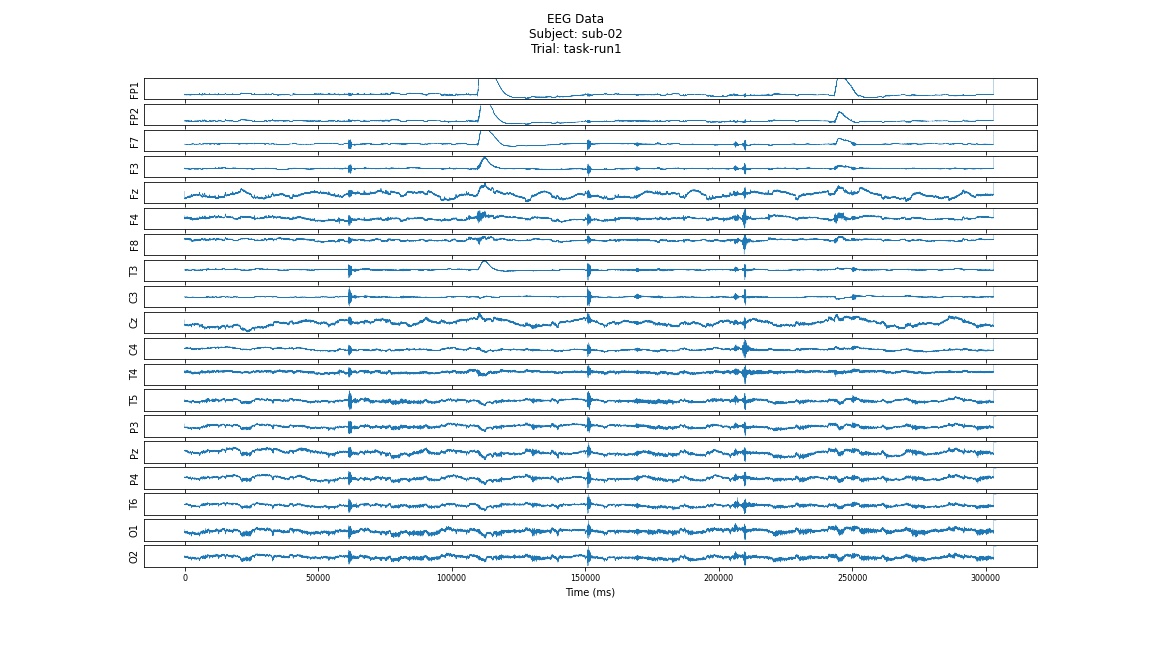 EEG Data
Subject: sub-02
Trial: task-run1
FP1
FP2
F7
F3
Fz
F4
F8
T3
C3
Cz
C4
T4
T5
P3
Pz
P4
T6
O1
O2
0 50000 100000 150000 200000 250000 300000
Time (ms)